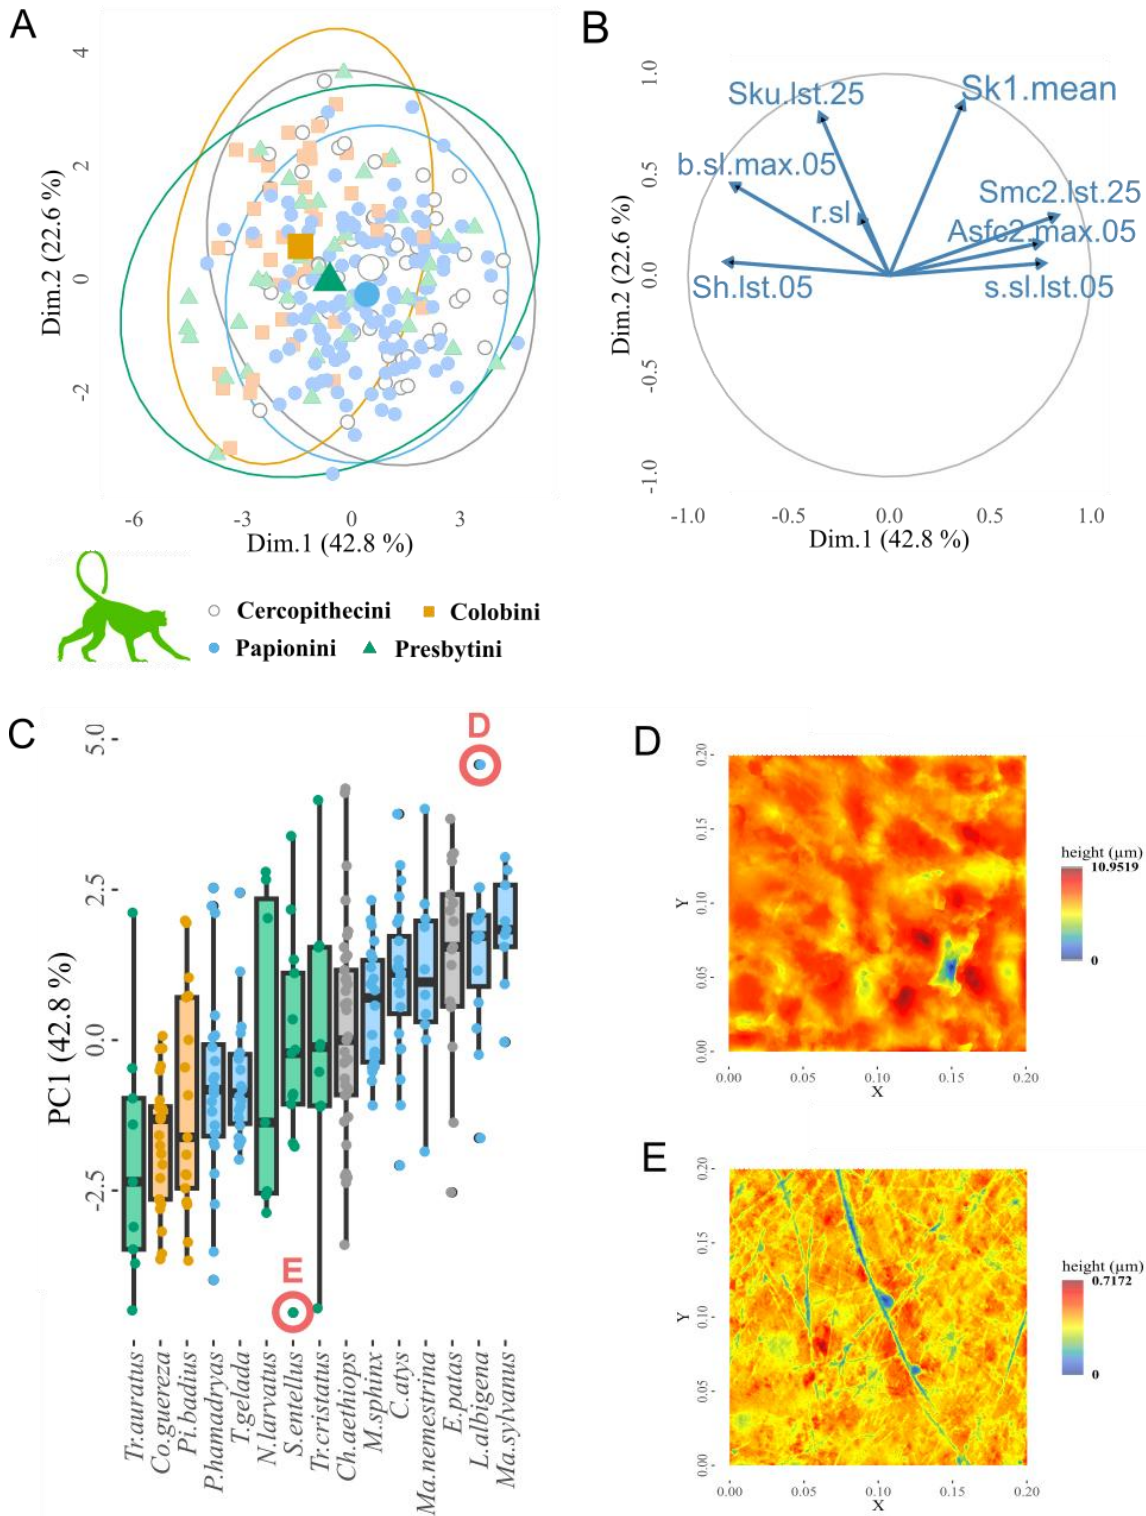 A
4
2
0
-2
Dim.2 (22.6 %)
-6
-3
0
3
Dim.1 (42.8 %)
B
1.0
0.5
0.0
-0.5
-1.0
Dim.2 (22.6 %)
Sku.lst.25
Sk1.mean
b.sl.max.05
r.sl
Smc2.lst.25
Asfc2.max.05
Sh.lst.05
s.sl.lst.05
-1.0
-0.5
0.0
0.5
1.0
Dim.1 (42.8 %)
Cercopithecini
Colobini
Papionini
Presbytini
C
5.0
2.5
0.0
-2.5
PC1 (42.8 %)
D
E
Tr.auratus
Co.guereza
Pi.badius
P.hamadryas
T.gelada
N.larvatus
S.entellus
Tr.cristatus
Ch.aethiops
M.sphinx
C.atys
Ma.nemestrina
E.patas
L.albigena
Ma.sylvanus
D
0.20
0.15
0.10
0.05
0.00
Y
0.00
0.05
0.10
0.15
0.20
X
height (µm)
10.9519
0
E
0.20
0.15
0.10
0.05
0.00
Y
0.00
0.05
0.10
0.15
0.20
X
height (µm)
0.7172
0